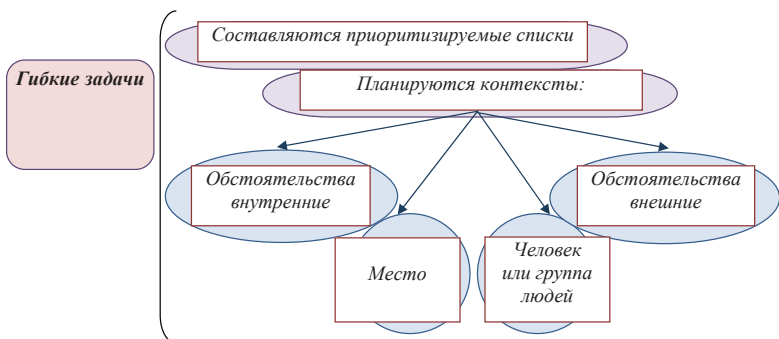 Составляются приоритизируемые списки
Гибкие задачи
Планируются контексты:
Обстоятельства
внутренние
Обстоятельства
внешние
Место
Человек
или группа
людей